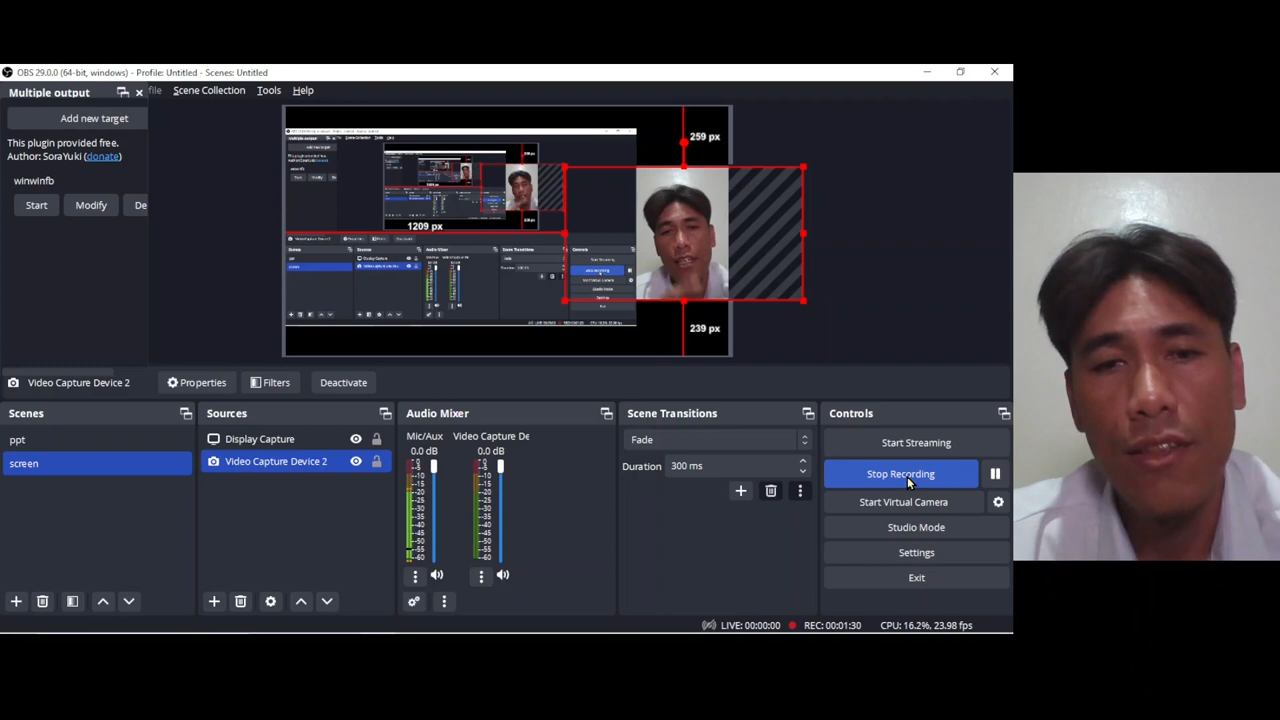 OBS 29.0.0 (64-bit, windows) - Profile: Untitled - Scenes: Untitled
Multiple output
file Scene Collection Tools Help
Add new target
This plugin provided free.
Author: SoraYuki (donate)
winwinfb
Start Modify De
259 px
1209 px
239 px
Video Capture Device 2 Properties Filters Deactivate
Scenes
ppt
screen
Sources
Display Capture
Video Capture Device 2
Audio Mixer
Mic/Aux Video Capture De
0.0 dB 0.0 dB
Scene Transitions
Fade
Duration 300 ms
Controls
Start Streaming
Stop Recording
Start Virtual Camera
Studio Mode
Settings
Exit
LIVE: 00:00:00 REC: 00:01:30 CPU: 16.2%, 23.98 fps